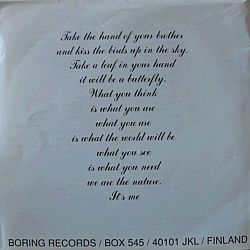 Take the hand of your brother
and kiss the birds up in the sky.
Take a leaf in your hand
it will be a butterfly.
What you think
is what you are
what you are
is what the world will be
what you see
is what you need
we are the nature.
It's me
BORING RECORDS / BOX 545 / 40101 JKL / FINLAND